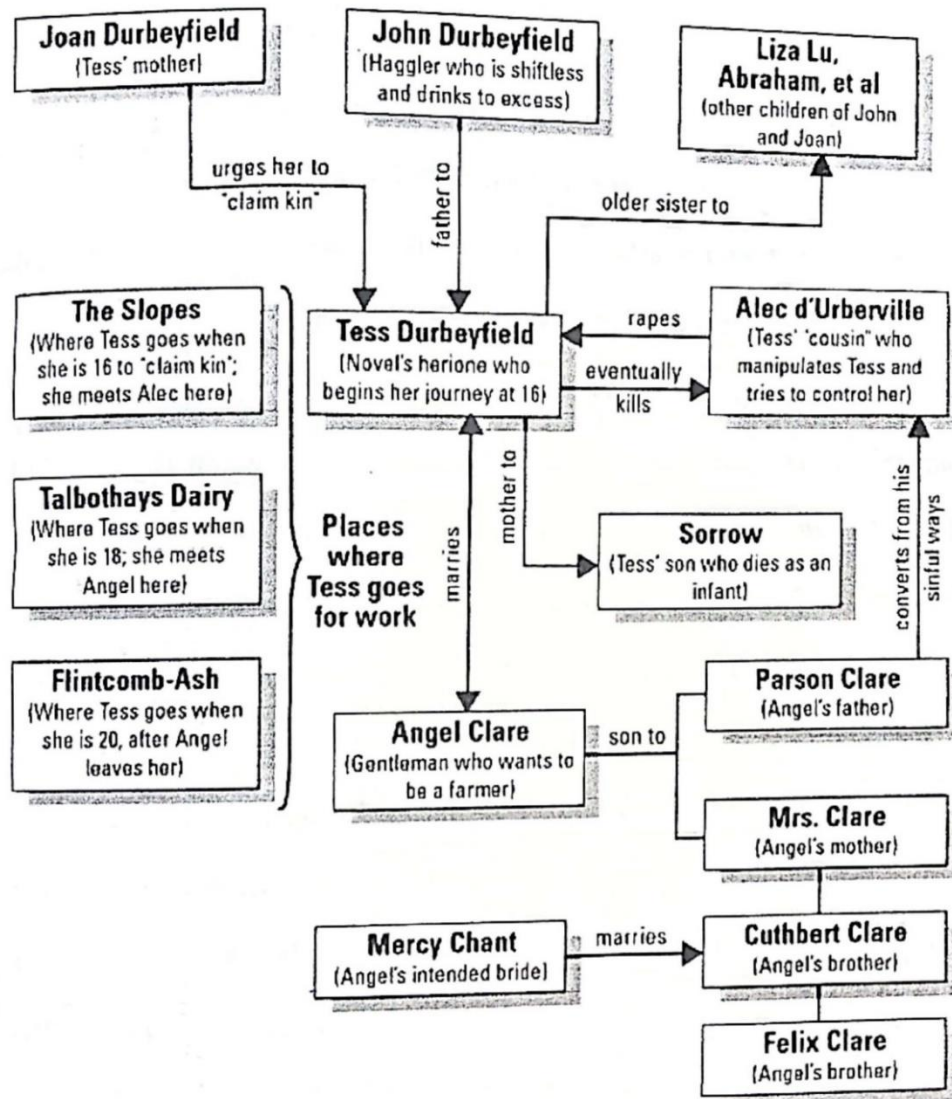 Joan Durbeyfield
(Tess' mother)
John Durbeyfield
(Haggler who is shiftless
and drinks to excess)
Liza Lu,
Abraham, et al
(other children of John
and Joan)
urges her to
"claim kin"
father to
older sister to
The Slopes
(Where Tess goes when
she is 16 to "claim kin";
she meets Alec here)
Tess Durbeyfield
(Novel's herione who
begins her journey at 16)
rapes
eventually
kills
Alec d'Urberville
(Tess' "cousin" who
manipulates Tess and
tries to control her)
Talbothays Dairy
(Where Tess goes when
she is 18; she meets
Angel here)
Places
where
Tess goes
for work
marries
mother to
Sorrow
(Tess' son who dies as an
infant)
converts from his
sinful ways
Flintcomb-Ash
(Where Tess goes when
she is 20, after Angel
leaves her)
Angel Clare
(Gentleman who wants to
be a farmer)
son to
Parson Clare
(Angel's father)
Mrs. Clare
(Angel's mother)
Mercy Chant
(Angel's intended bride)
marries
Cuthbert Clare
(Angel's brother)
Felix Clare
(Angel's brother)